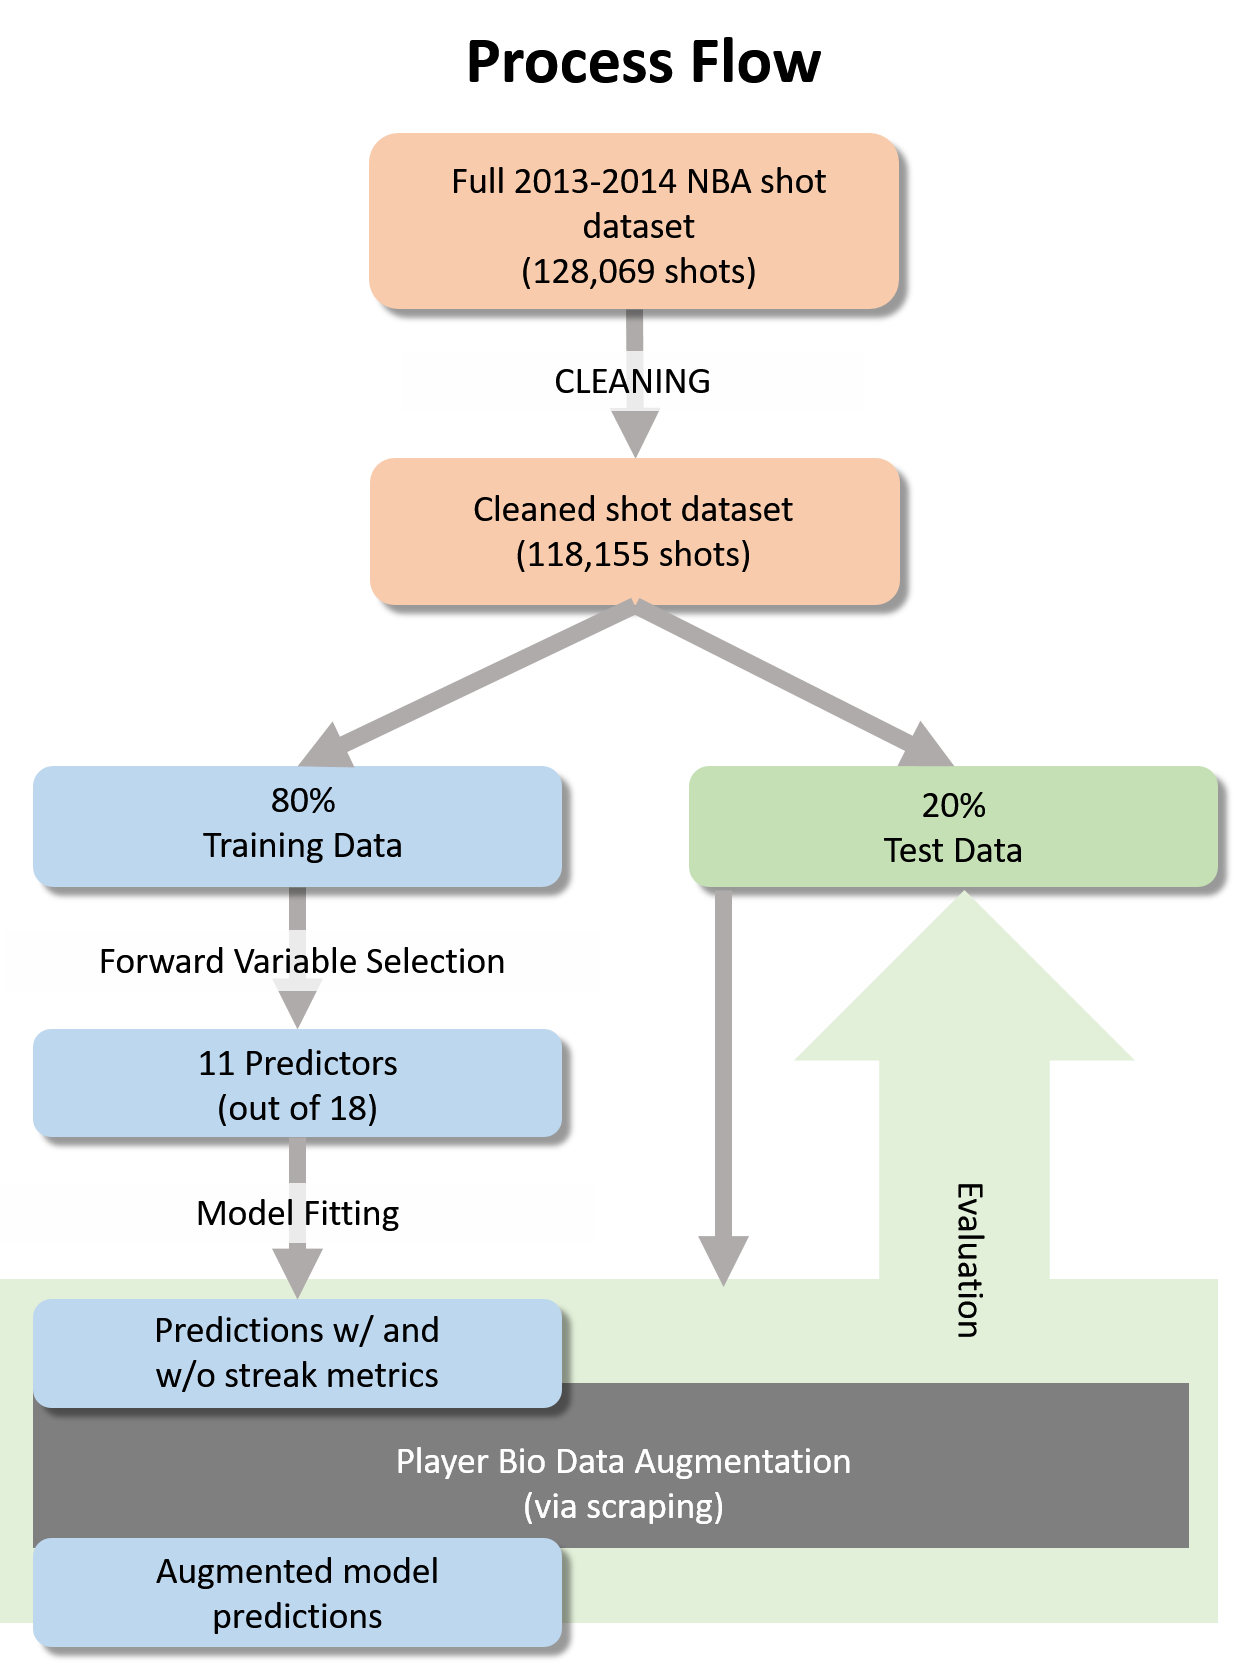 Process Flow
Full 2013-2014 NBA shot
dataset
(128,069 shots)
CLEANING
Cleaned shot dataset
(118,155 shots)
80%
Training Data
20%
Test Data
Forward Variable Selection
11 Predictors
(out of 18)
Model Fitting
Evaluation
Predictions w/ and
w/o streak metrics
Player Bio Data Augmentation
(via scraping)
Augmented model
predictions